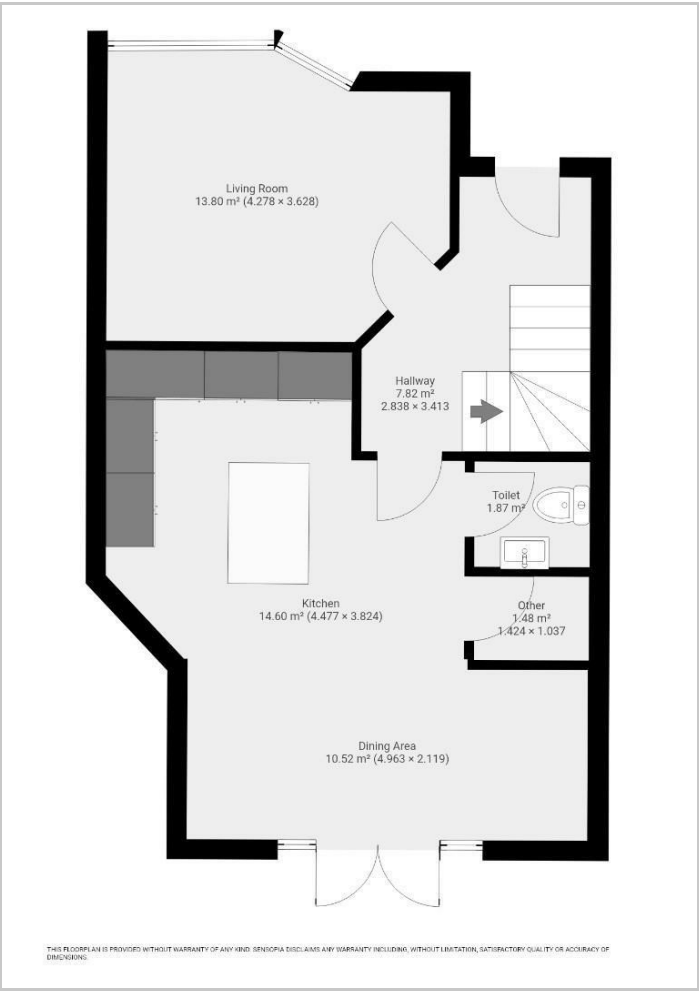 Living Room
13.80 m² (4.278 × 3.628)
Hallway
7.82 m²
2.838 × 3.413
Toilet
1.87 m²
Kitchen
14.60 m² (4.477 × 3.824)
Other
1.48 m²
1.424 × 1.037
Dining Area
10.52 m² (4.963 × 2.119)
THIS FLOORPLAN IS PROVIDED WITHOUT WARRANTY OF ANY KIND. SENSOPIA DISCLAIMS ANY WARRANTY INCLUDING, WITHOUT LIMITATION, SATISFACTORY QUALITY OR ACCURACY OF
DIMENSIONS.